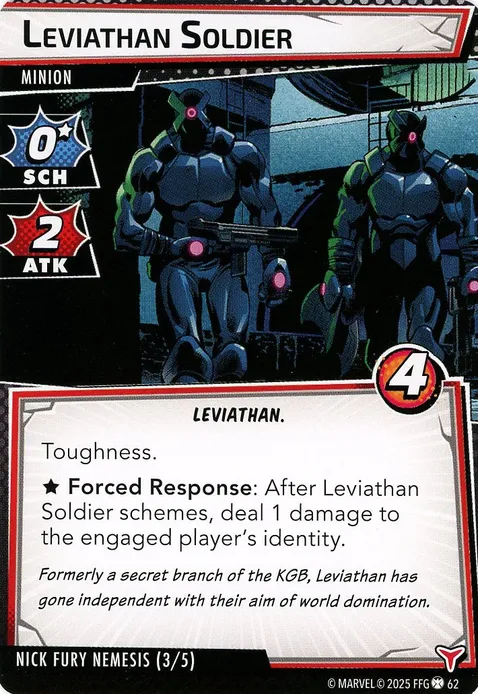 Leviathan Soldier
MINION
0★
SCH
2
ATK
4
LEVIATHAN.
Toughness.
★ Forced Response: After Leviathan
Soldier schemes, deal 1 damage to
the engaged player's identity.
Formerly a secret branch of the KGB, Leviathan has
gone independent with their aim of world domination.
NICK FURY NEMESIS (3/5)
© MARVEL © 2025 FFG 62